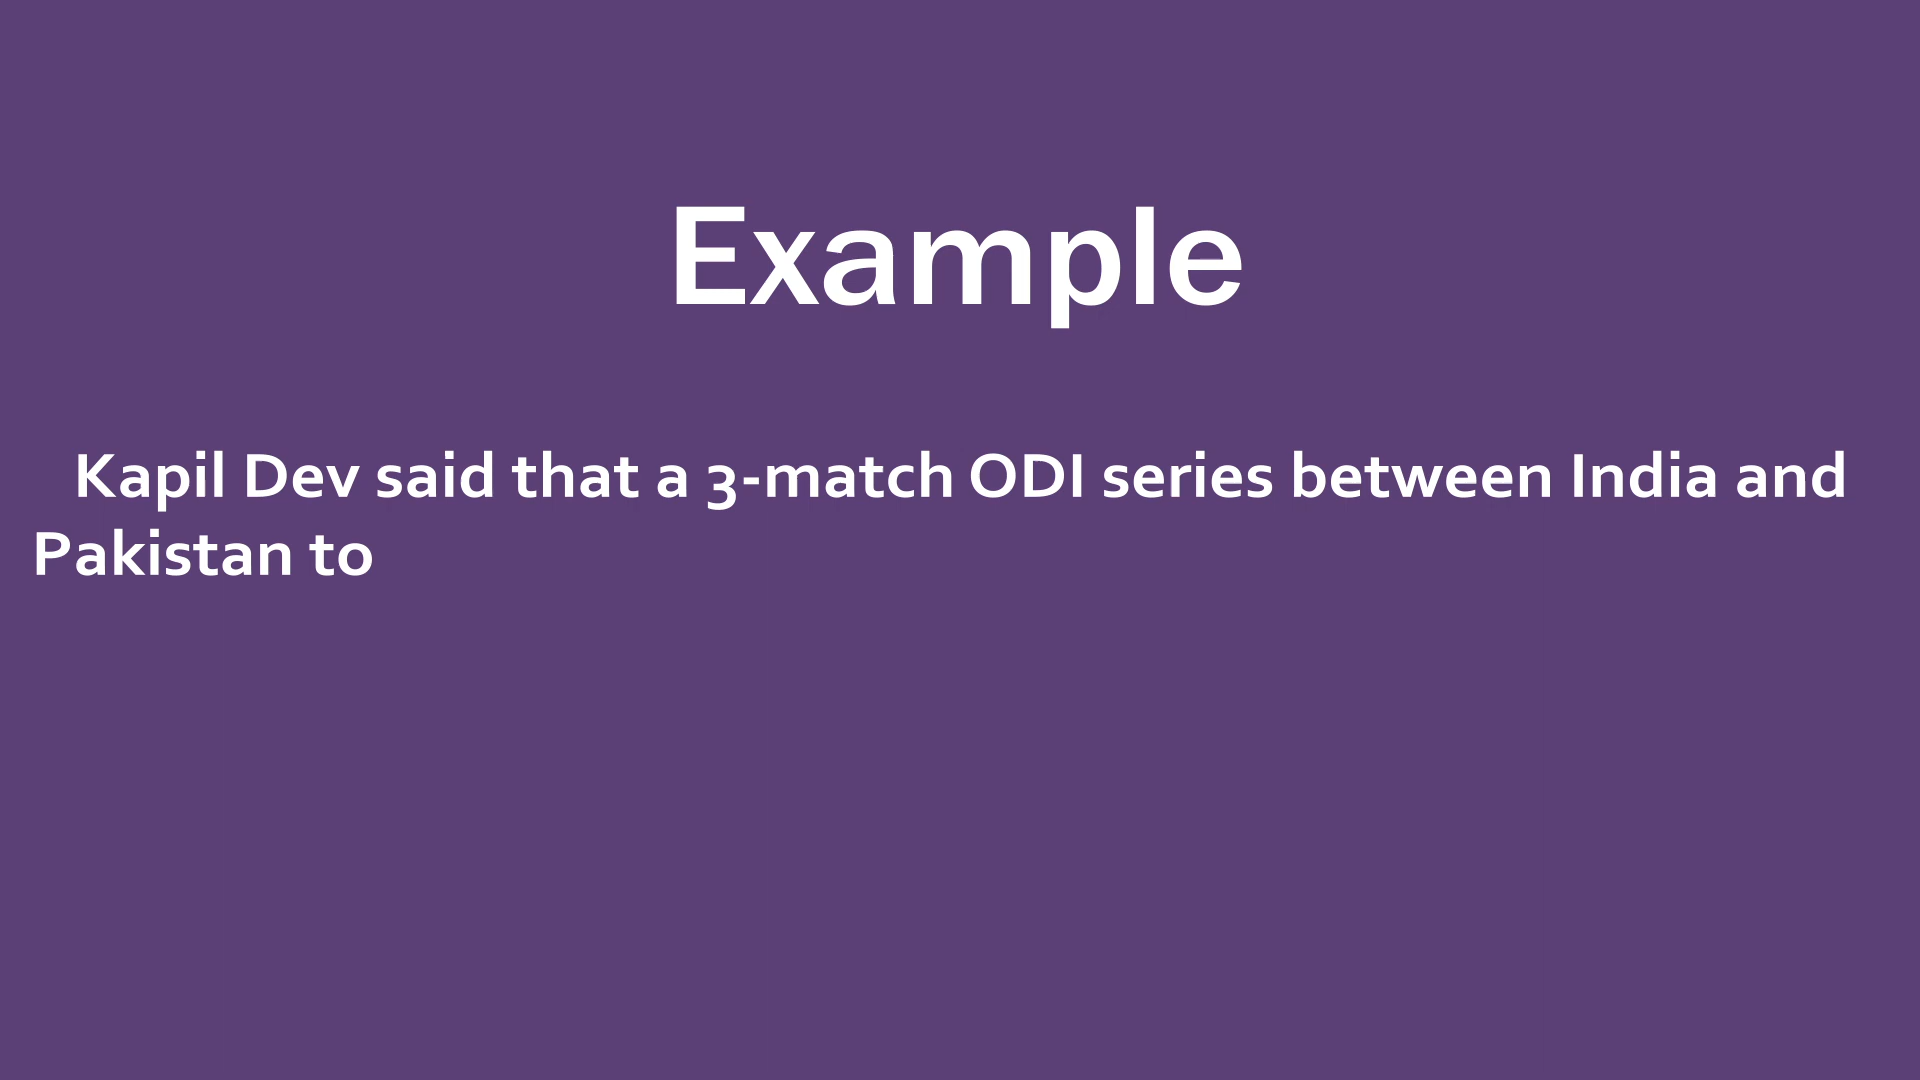 Example
Kapil Dev said that a 3-match ODI series between India and
Pakistan to